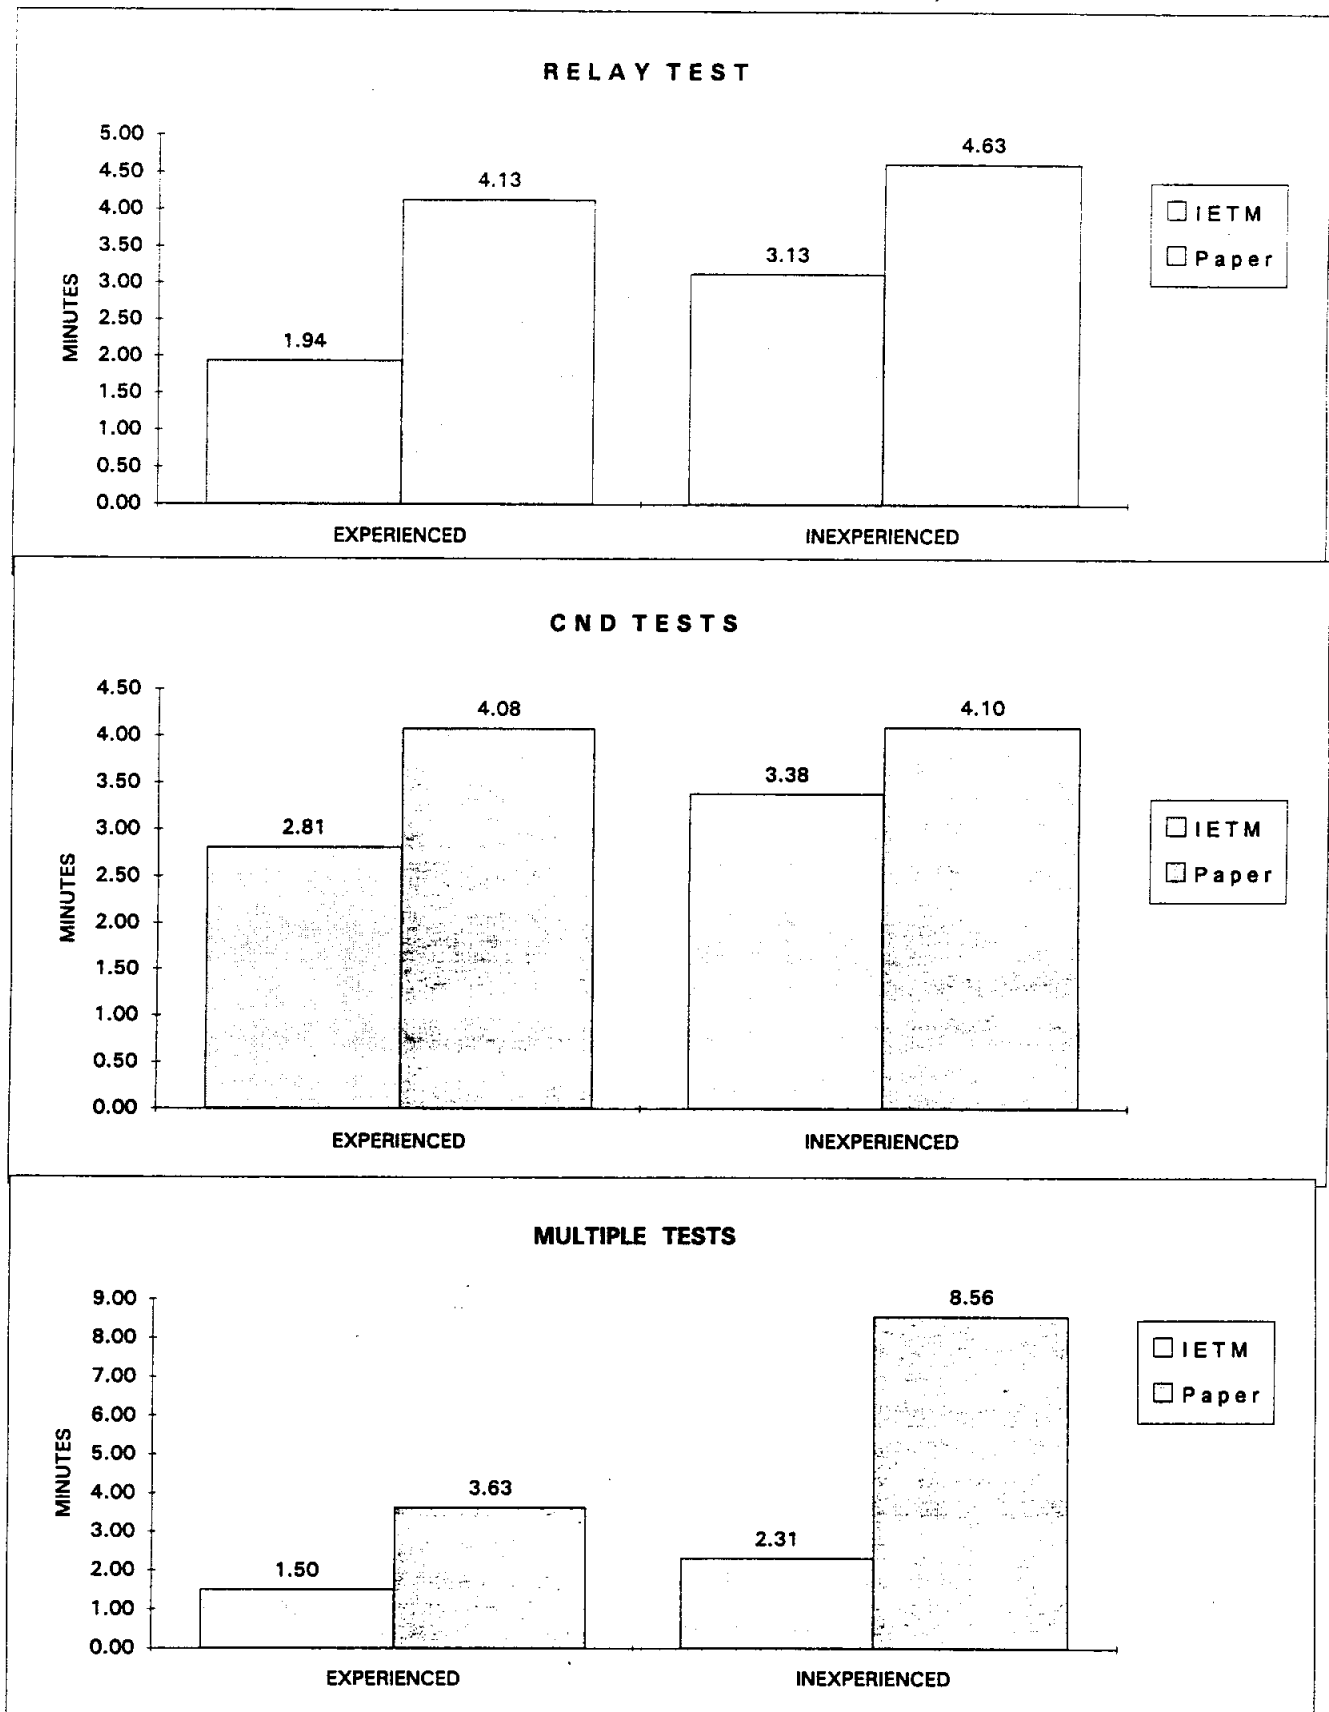 RELAY TEST
5.00
4.50
4.00
3.50
3.00
2.50
2.00
1.50
1.00
0.50
0.00
MINUTES
1.94
4.13
3.13
4.63
EXPERIENCED
INEXPERIENCED
IETM
Paper
CND TESTS
4.50
4.00
3.50
3.00
2.50
2.00
1.50
1.00
0.50
0.00
MINUTES
2.81
4.08
3.38
4.10
EXPERIENCED
INEXPERIENCED
IETM
Paper
MULTIPLE TESTS
9.00
8.00
7.00
6.00
5.00
4.00
3.00
2.00
1.00
0.00
MINUTES
1.50
3.63
2.31
8.56
EXPERIENCED
INEXPERIENCED
IETM
Paper